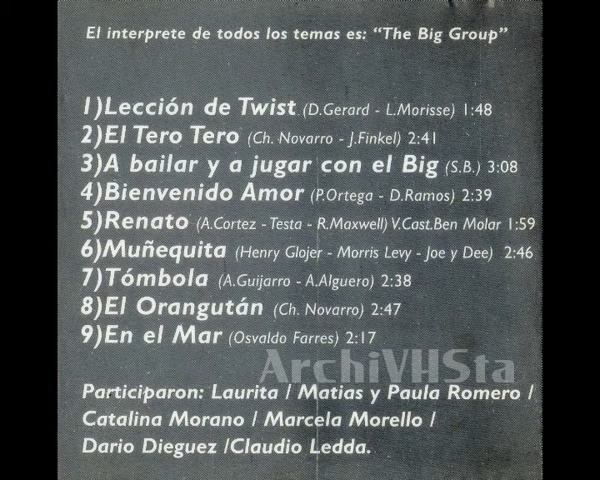 El interprete de todos los temas es: “The Big Group”
1)Lección de Twist (D.Gerard - L.Morisse) 1:48
2)El Tero Tero (Ch. Novarro - J.Finkel) 2:41
3)A bailar y a jugar con el Big (S.B.) 3:08
4)Bienvenido Amor (P.Ortega - D.Ramos) 2:39
5)Renato (A.Cortez - Testa - R.Maxwell) V.Cast.Ben Molar 1:59
6)Muñequita (Henry Glojer - Morris Levy - Joe y Dee) 2:46
7)Tómbola (A.Guijarro - A.Alguero) 2:38
8)El Orangután (Ch. Novarro) 2:47
9)En el Mar (Osvaldo Farres) 2:17
ArchiVHSta
Participaron: Laurita / Matias y Paula Romero /
Catalina Morano / Marcela Morello /
Dario Dieguez /Claudio Ledda.